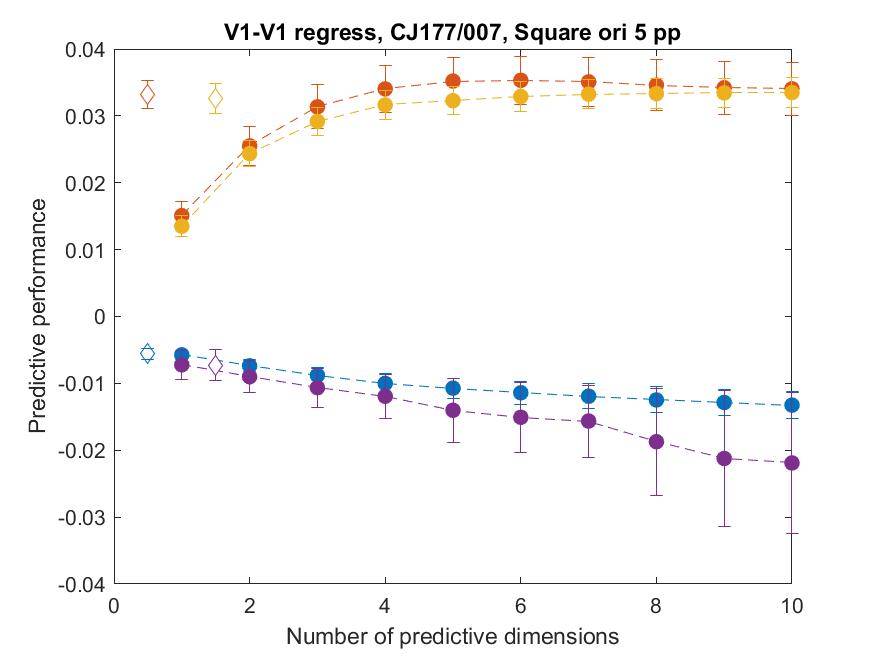 V1-V1 regress, CJ177/007, Square ori 5 pp
0.04
0.03
0.02
0.01
0
-0.01
-0.02
-0.03
-0.04
Predictive performance
0 2 4 6 8 10
Number of predictive dimensions